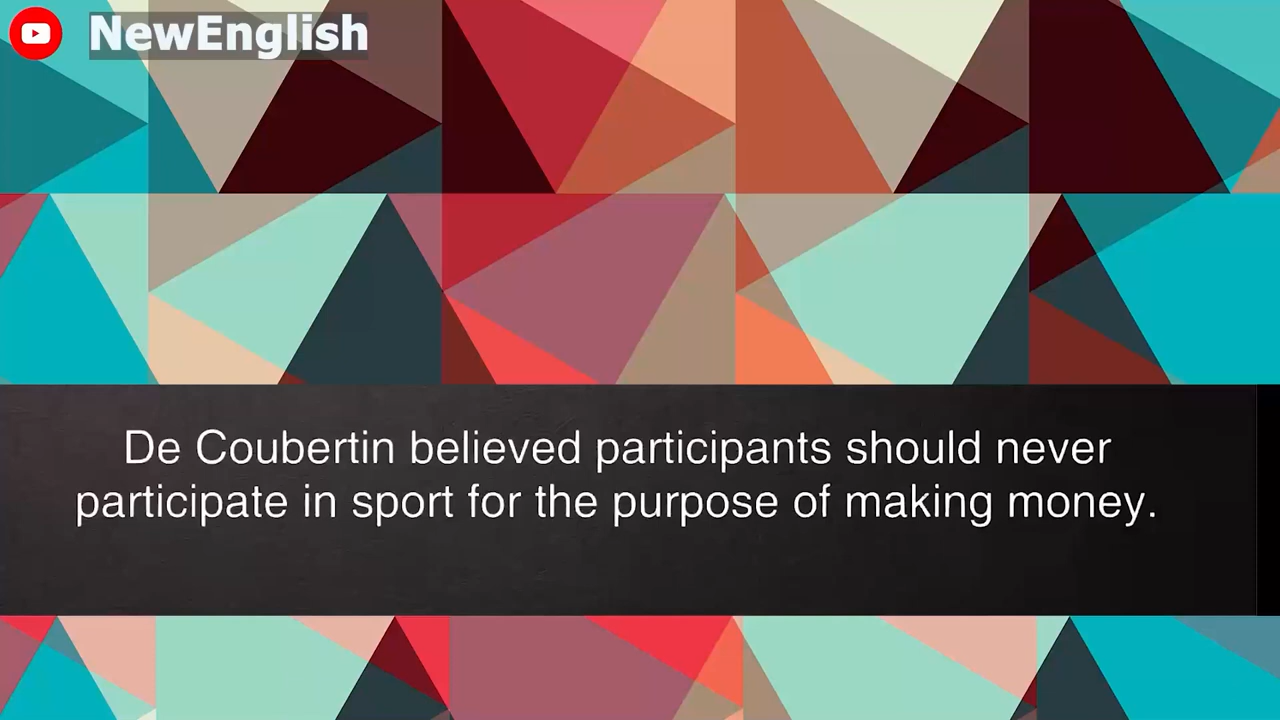 NewEnglish
De Coubertin believed participants should never
participate in sport for the purpose of making money.